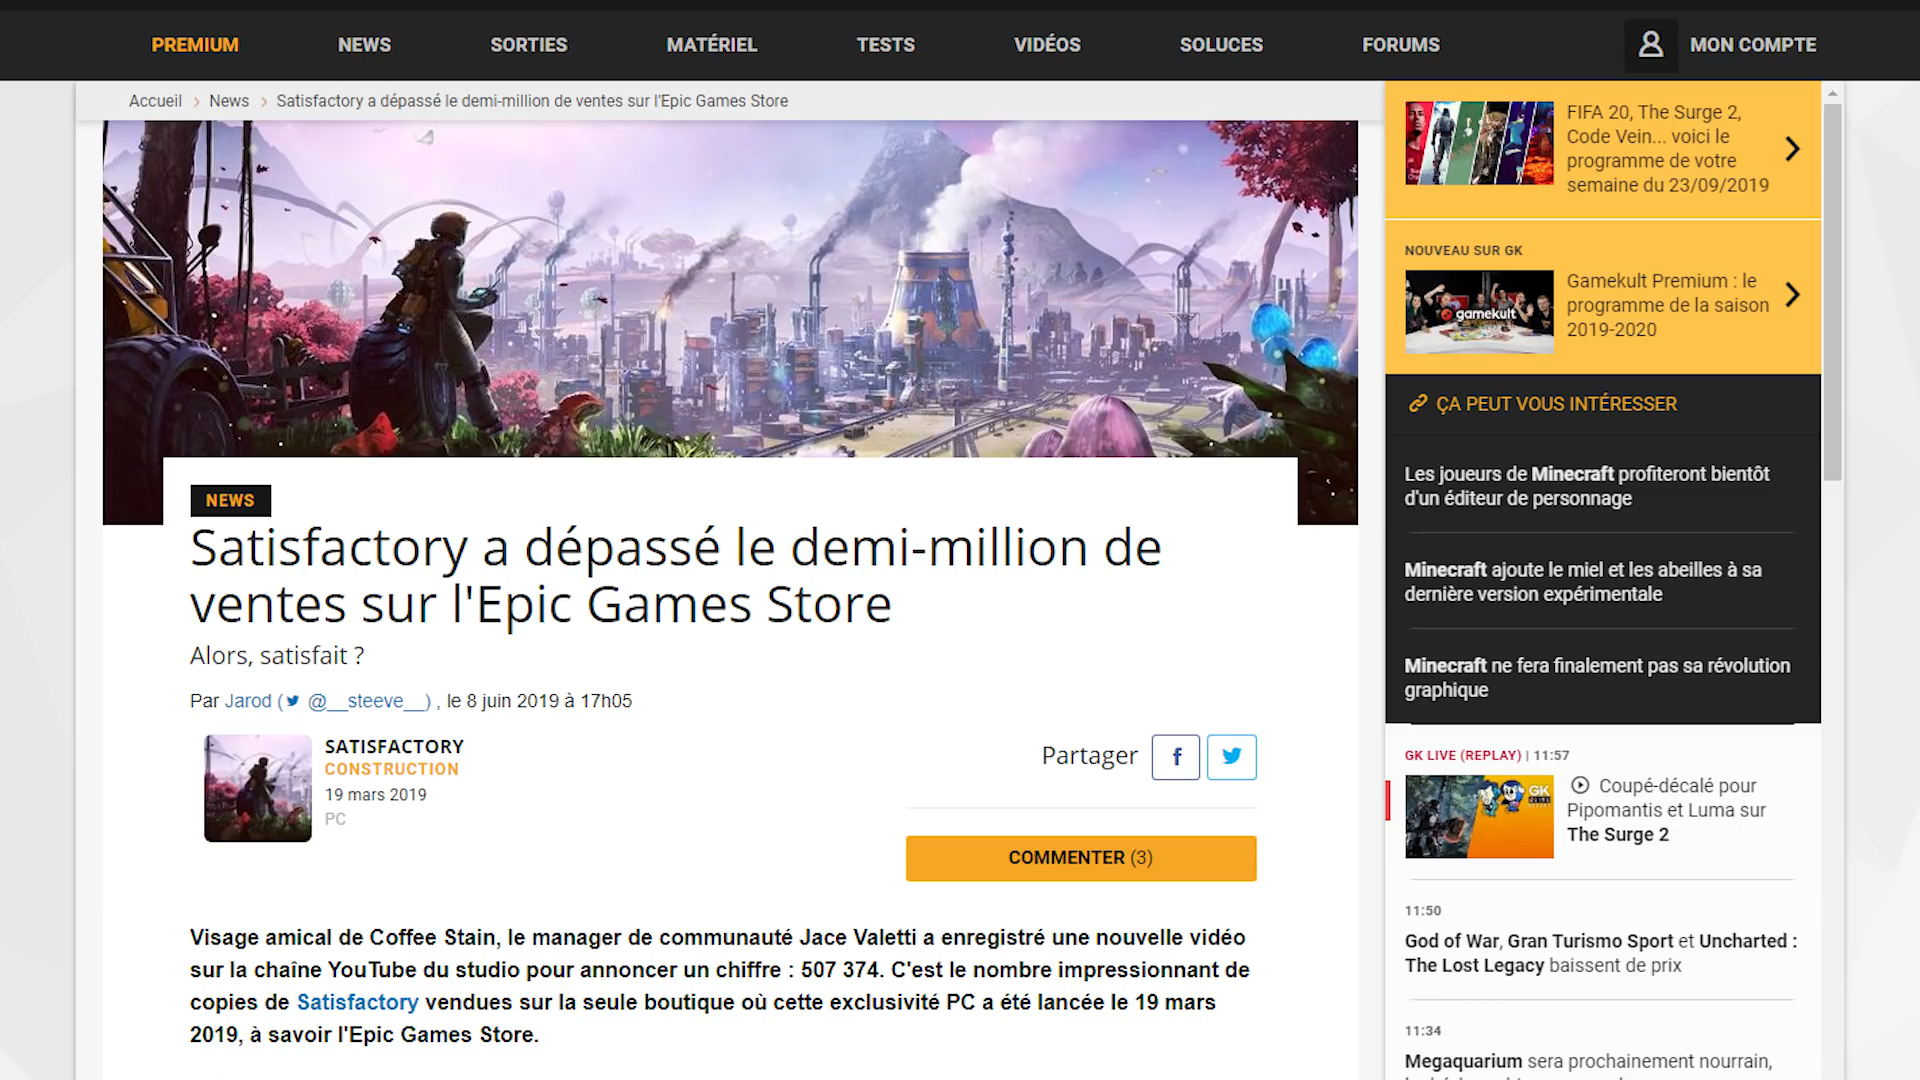 PREMIUM NEWS SORTIES MATÉRIEL TESTS VIDÉOS SOLUCES FORUMS MON COMPTE
Accueil > News > Satisfactory a dépassé le demi-million de ventes sur l'Epic Games Store
NEWS
Satisfactory a dépassé le demi-million de
ventes sur l'Epic Games Store
Alors, satisfait ?
Par Jarod ( @__steeve__) , le 8 juin 2019 à 17h05
SATISFACTORY
CONSTRUCTION
19 mars 2019
PC
Partager
COMMENTER (3)
Visage amical de Coffee Stain, le manager de communauté Jace Valetti a enregistré une nouvelle vidéo
sur la chaîne YouTube du studio pour annoncer un chiffre : 507 374. C'est le nombre impressionnant de
copies de Satisfactory vendues sur la seule boutique où cette exclusivité PC a été lancée le 19 mars
2019, à savoir l'Epic Games Store.
FIFA 20, The Surge 2,
Code Vein... voici le
programme de votre
semaine du 23/09/2019
NOUVEAU SUR GK
gamekult
Gamekult Premium : le
programme de la saison
2019-2020
ÇA PEUT VOUS INTÉRESSER
Les joueurs de Minecraft profiteront bientôt
d'un éditeur de personnage
Minecraft ajoute le miel et les abeilles à sa
dernière version expérimentale
Minecraft ne fera finalement pas sa révolution
graphique
GK LIVE (REPLAY) | 11:57
GK
Coupé-décalé pour
Pipomantis et Luma sur
The Surge 2
11:50
God of War, Gran Turismo Sport et Uncharted :
The Lost Legacy baissent de prix
11:34
Megaquarium sera prochainement nourrain,